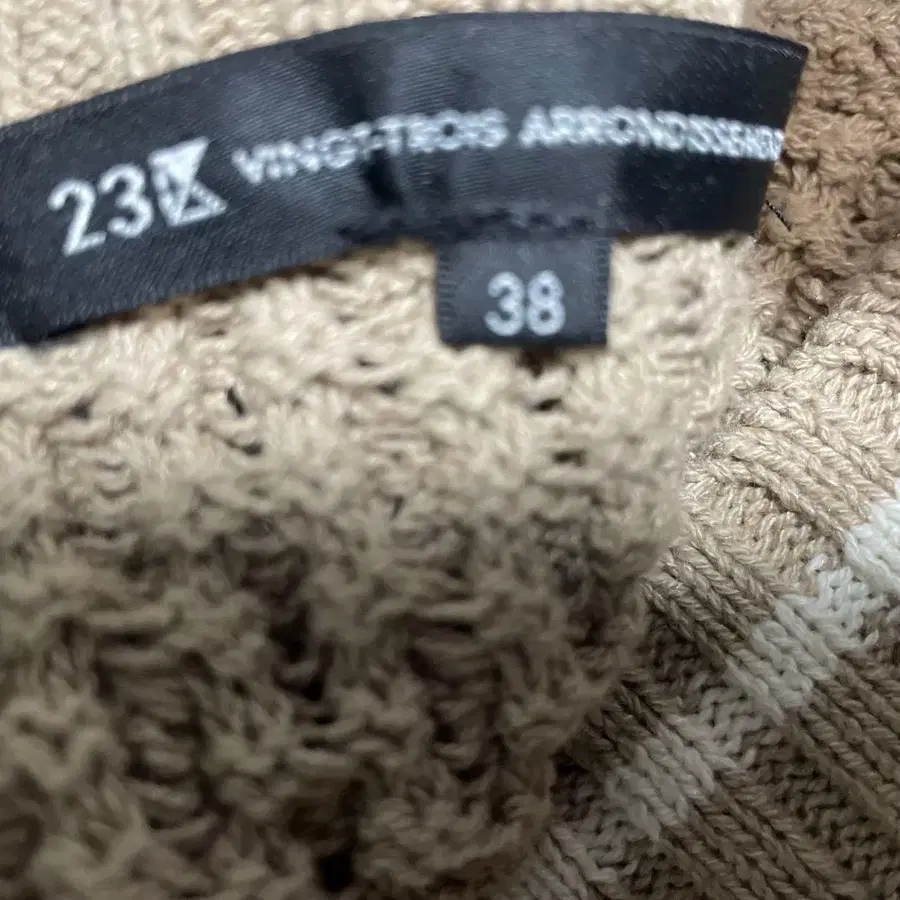 23 VINGT-TROIS ARRONDISSEMENT
38